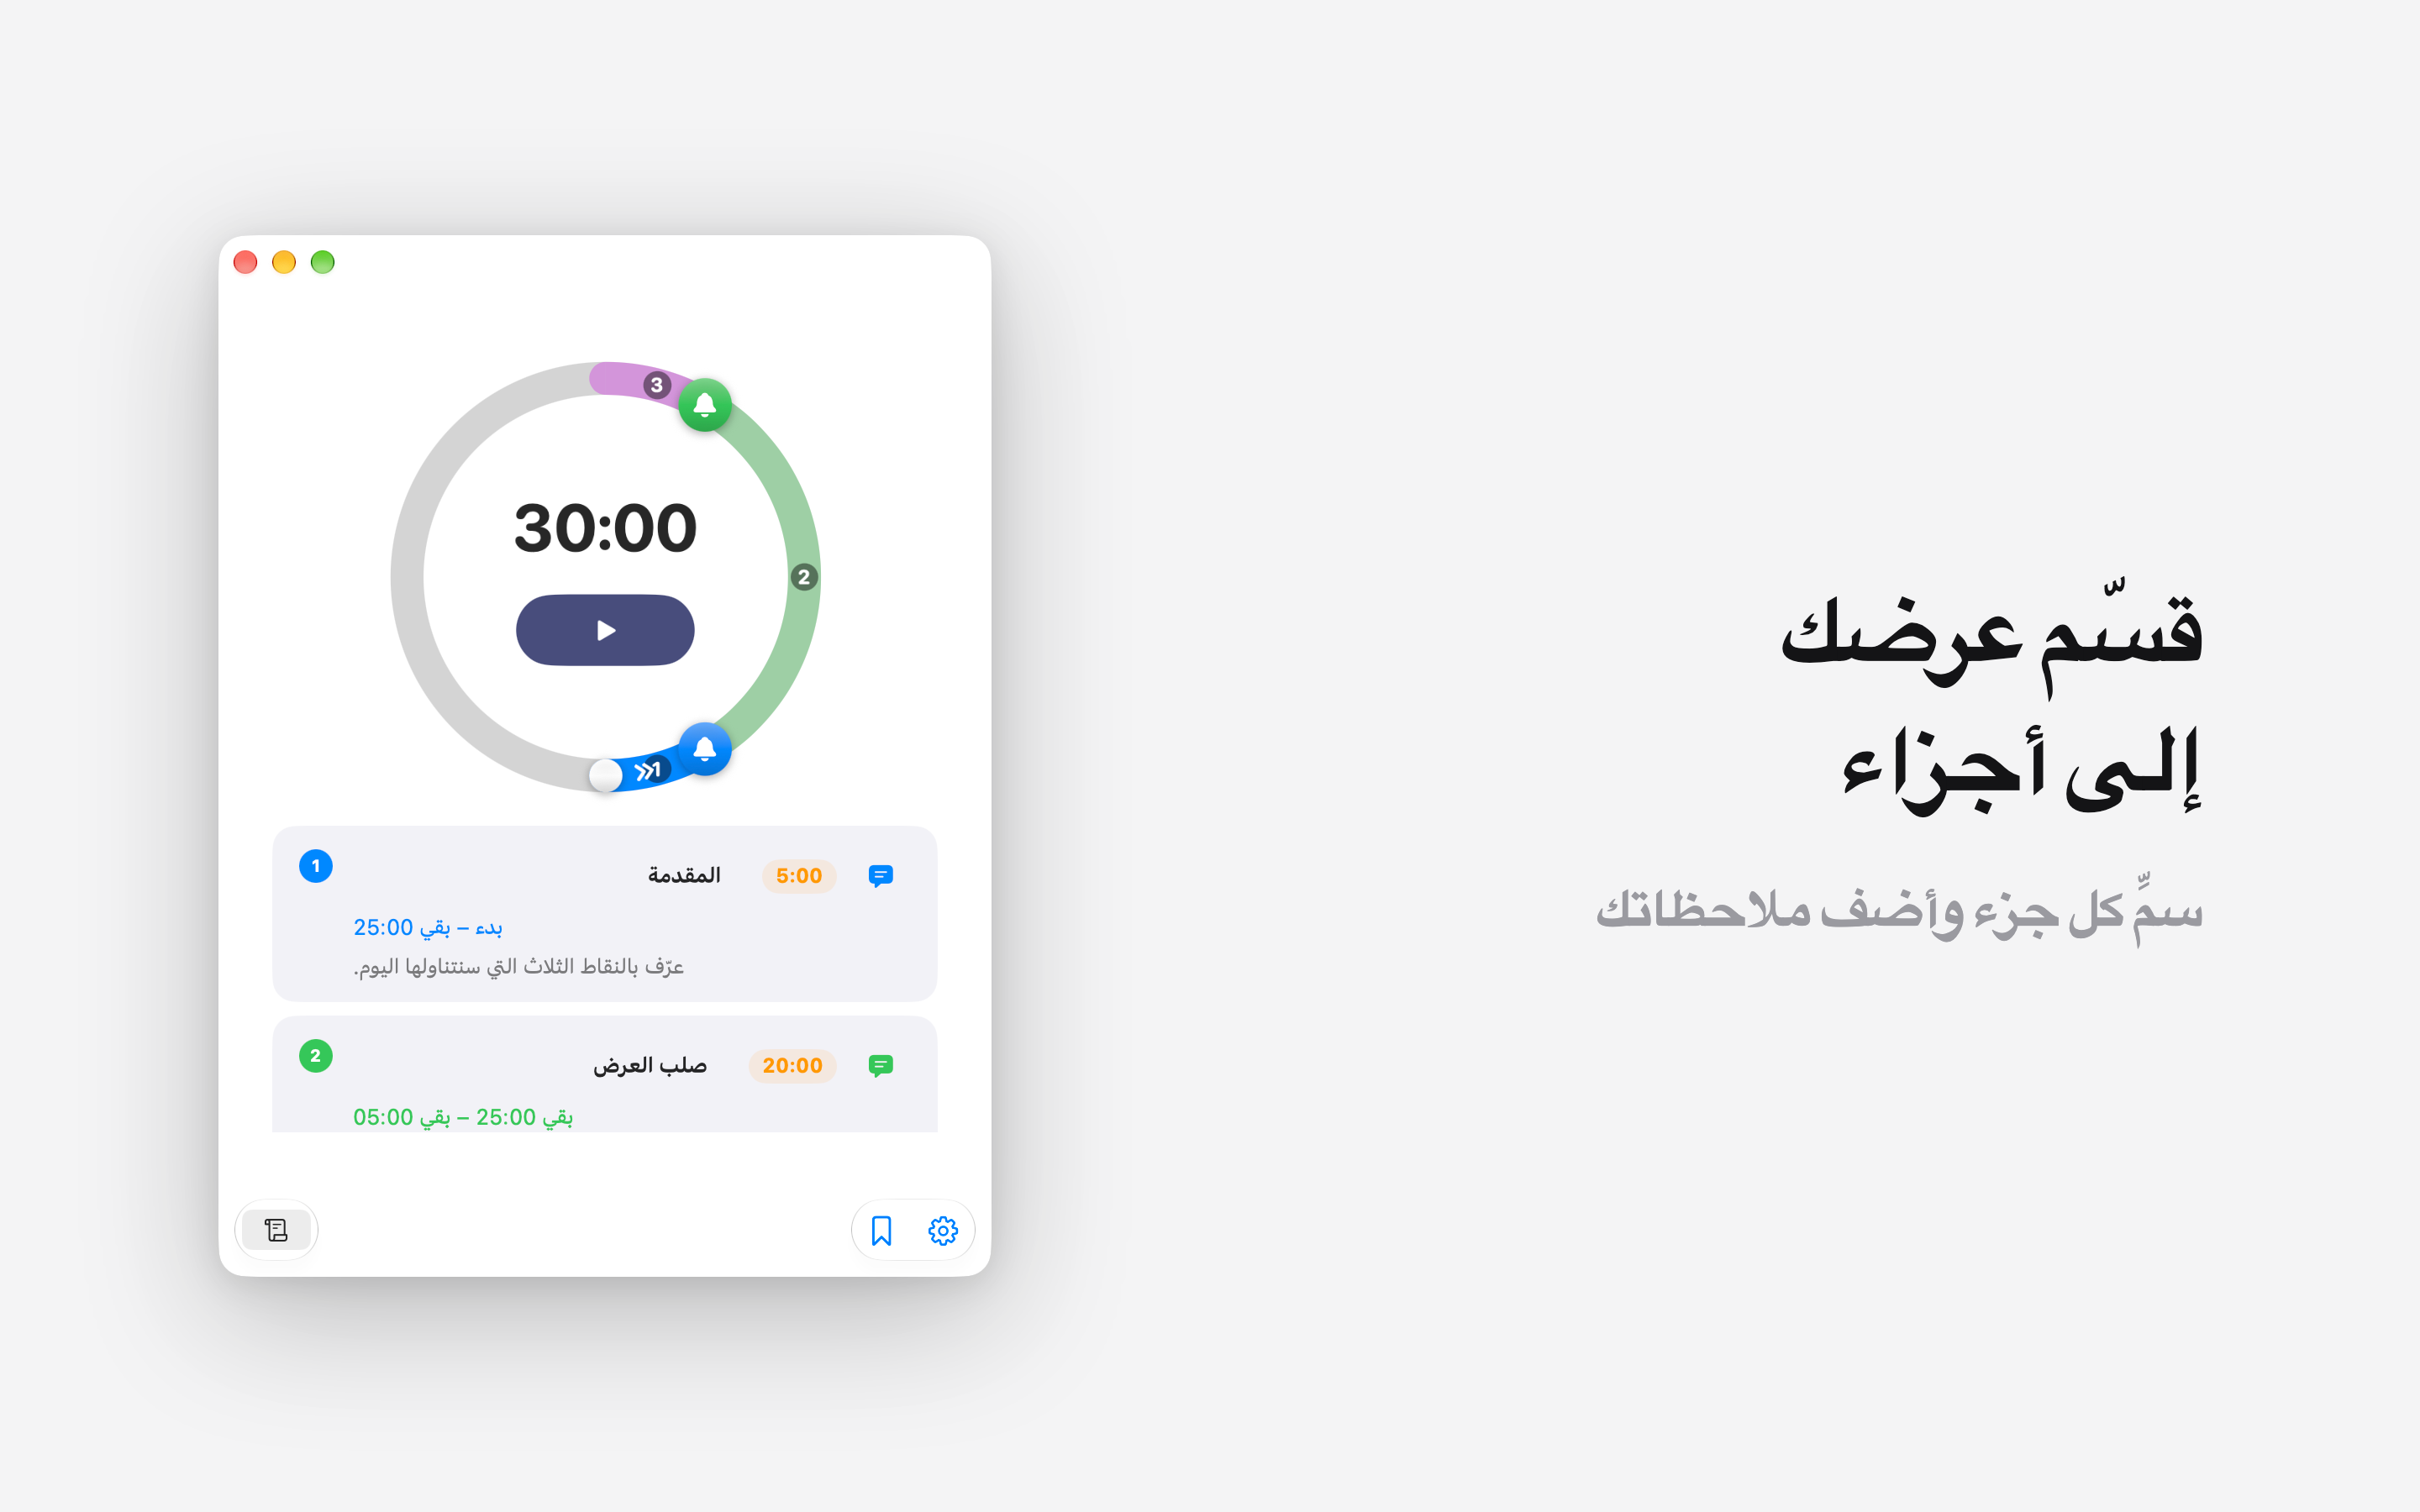 قسّم عرضك
إلى أجزاء
سمِّ كل جزء وأضف ملاحظاتك
3
2
30:00
1
1
المقدمة
5:00
بدء – بقي 25:00
عرّف بالنقاط الثلاث التي سنتناولها اليوم.
2
صلب العرض
20:00
بقي 25:00 – بقي 05:00